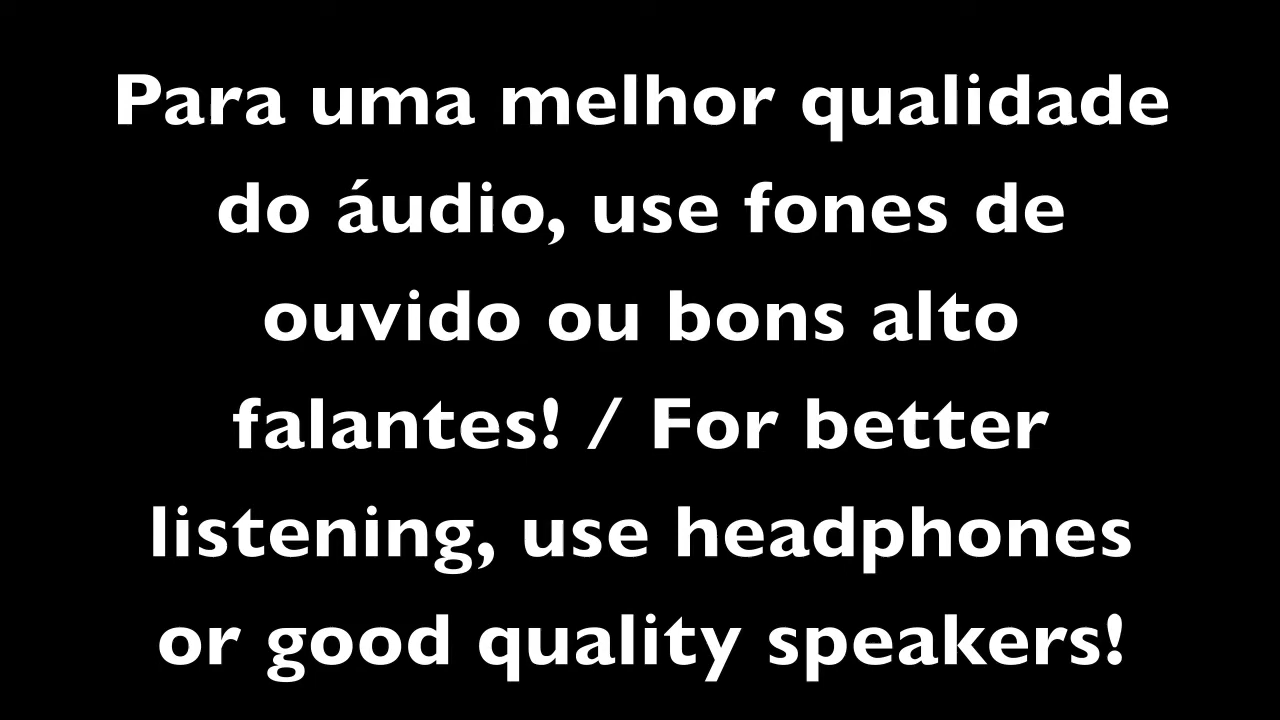 Para uma melhor qualidade
do áudio, use fones de
ouvido ou bons alto
falantes! / For better
listening, use headphones
or good quality speakers!